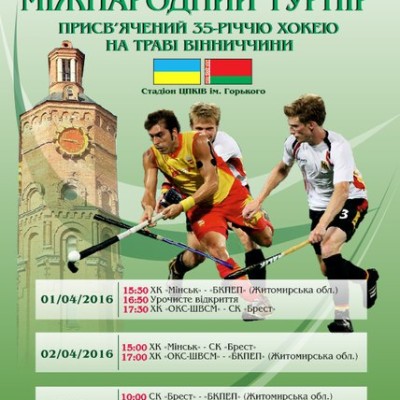 МІЖНАРОДНИЙ ТУРНІР
ПРИСВ'ЯЧЕНИЙ 35-РІЧЧЮ ХОКЕЮ
НА ТРАВІ ВІННИЧЧИНИ
Стадіон ЦПКІВ ім. Горького
3
01/04/2016
15:30 ХК «Мінськ» - «БКПЕП» (Житомирська обл.)
16:50 Урочисте відкриття
17:30 ХК «ОКС-ШВСМ» - СК «Брест»
02/04/2016
15:00 ХК «Мінськ» - СК «Брест»
17:00 ХК «ОКС-ШВСМ» - «БКПЕП» (Житомирська обл.)
10:00 СК «Брест» - «БКПЕП» (Житомирська обл.)